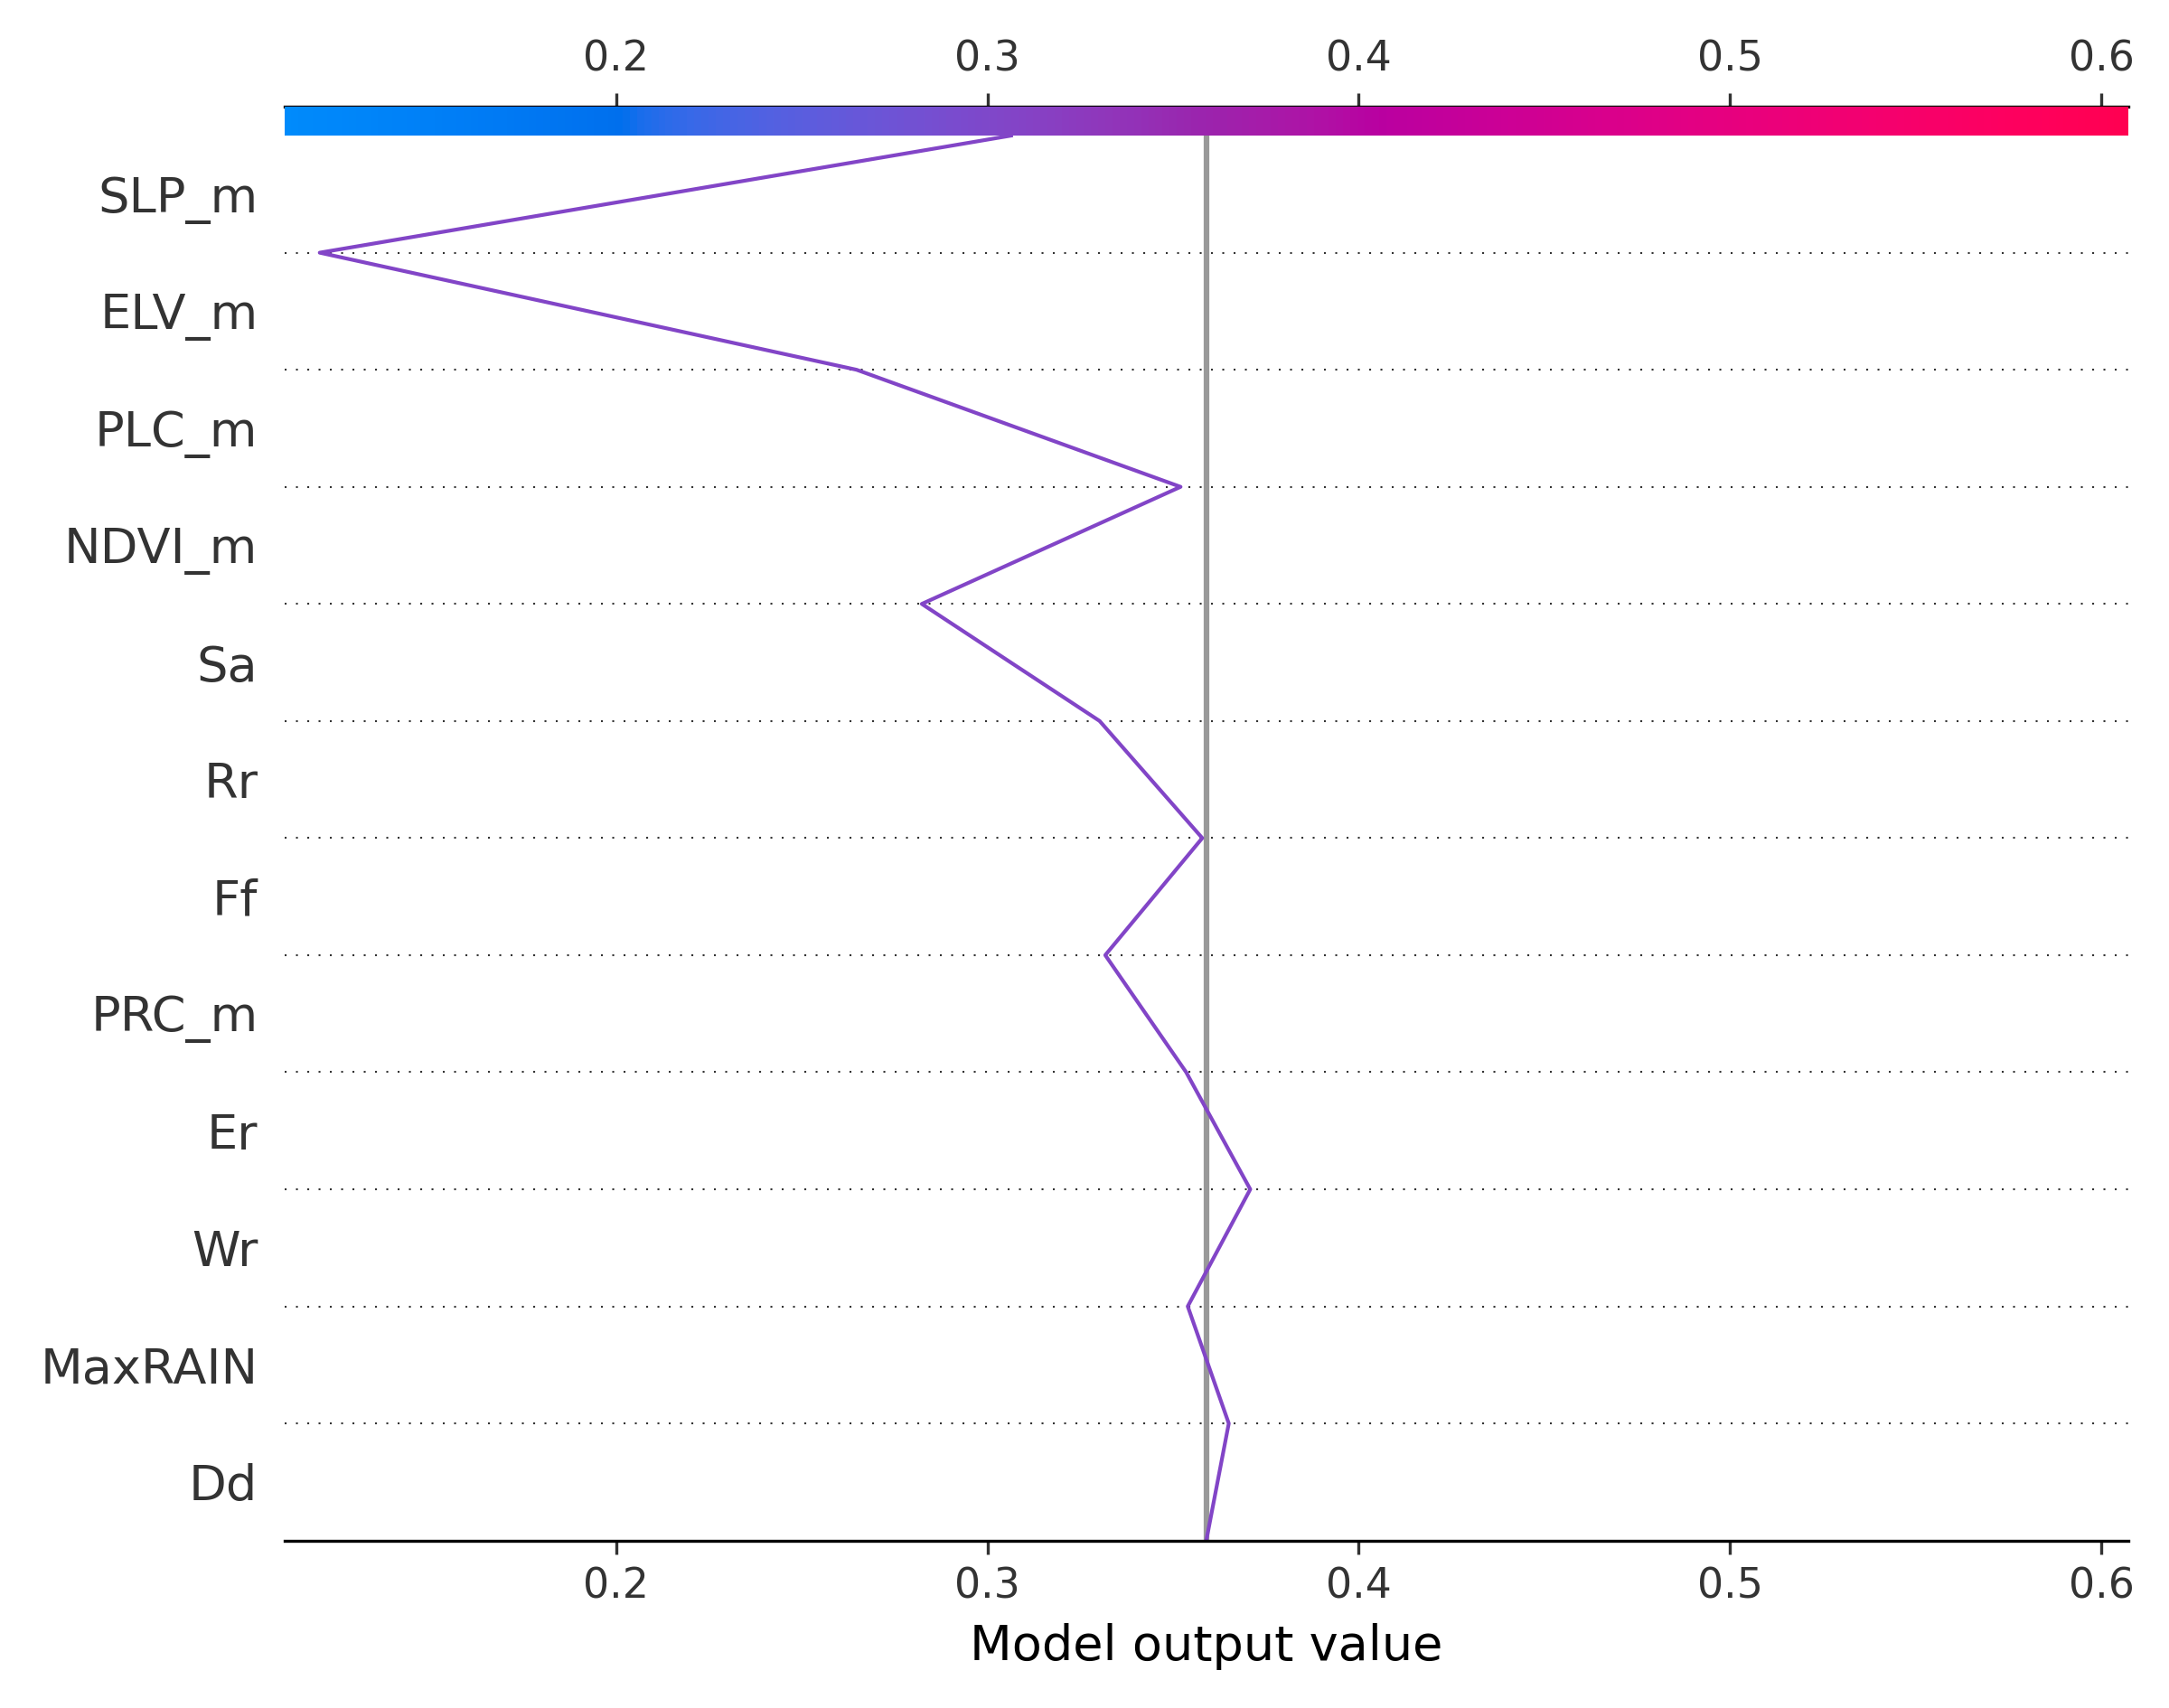 0.2 0.3 0.4 0.5 0.6
SLP_m
ELV_m
PLC_m
NDVI_m
Sa
Rr
Ff
PRC_m
Er
Wr
MaxRAIN
Dd
0.2 0.3 0.4 0.5 0.6
Model output value